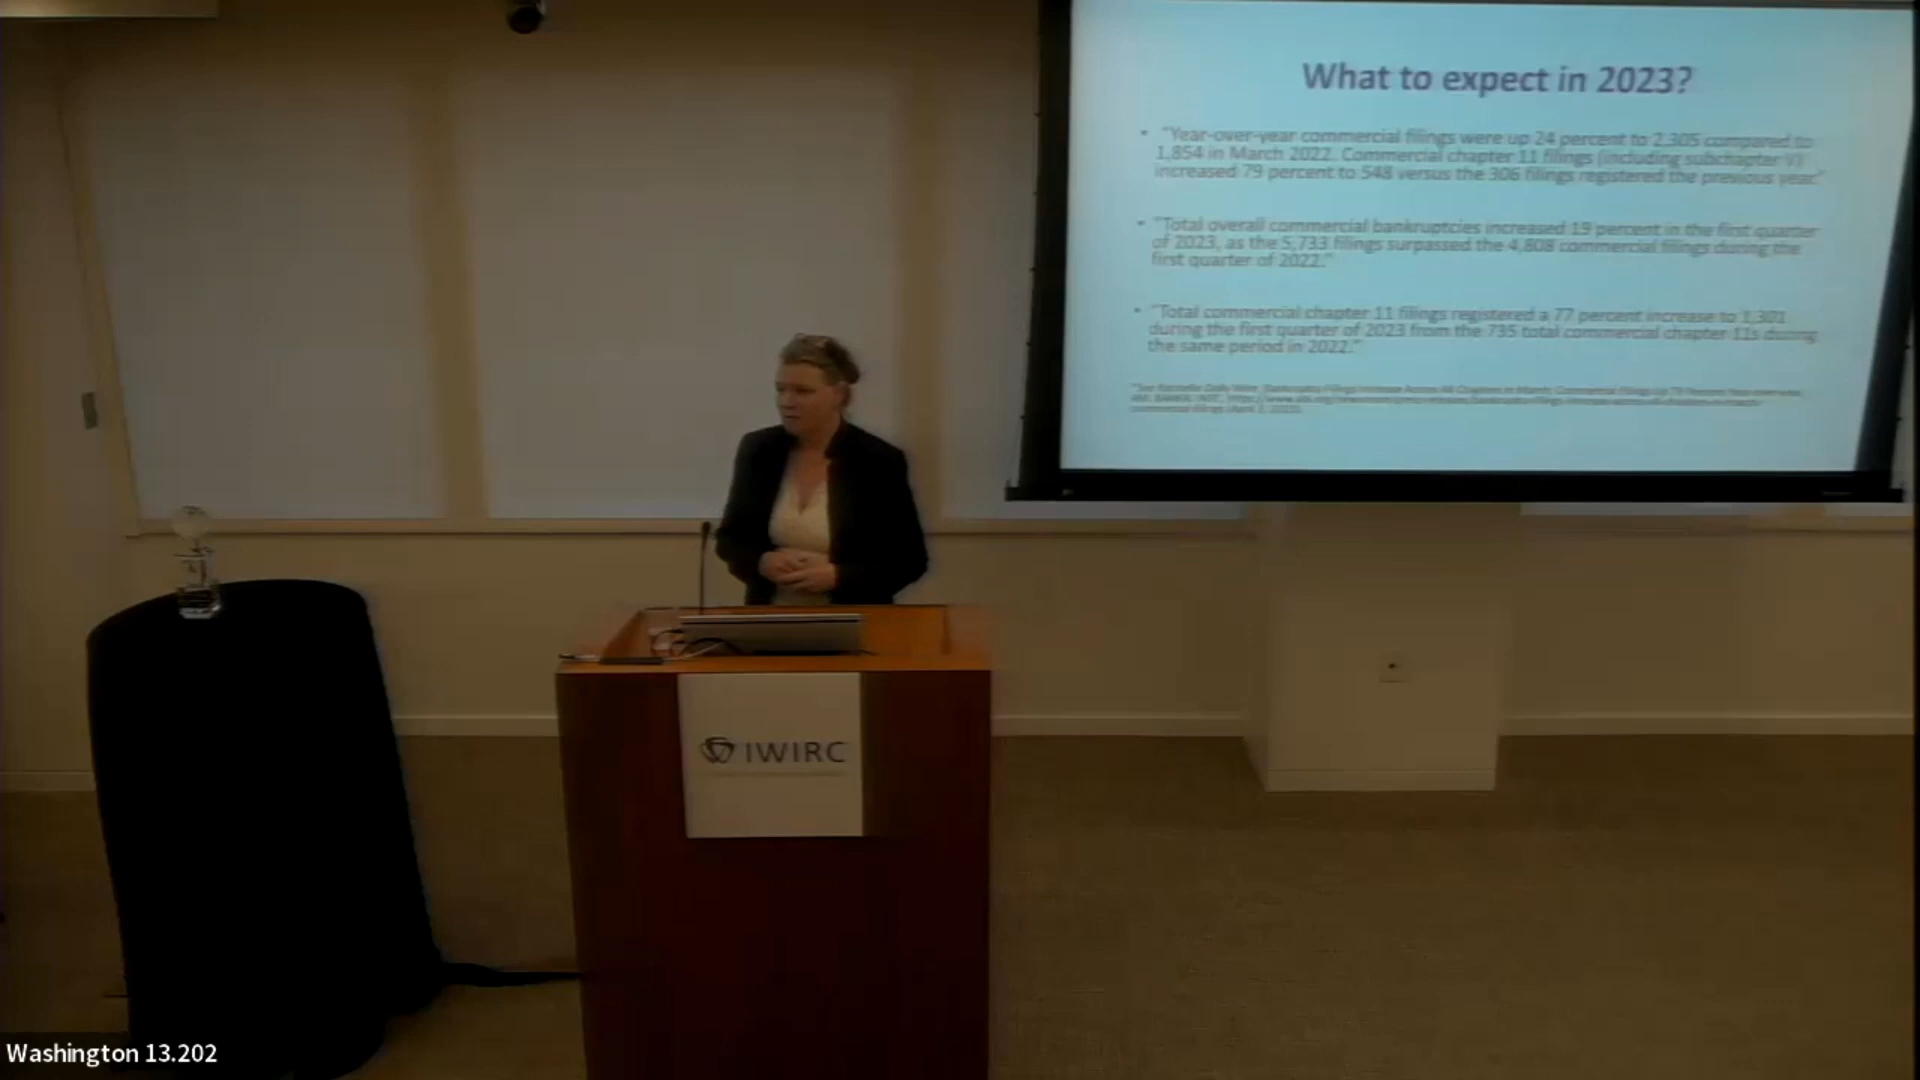 What to expect in 2023?
• "Year-over-year commercial filings were up 24 percent to 2,305 compared to
1,854 in March 2022. Commercial chapter 11 filings (including subchapter V)
increased 79 percent to 548 versus the 306 filings registered the previous year."
• "Total overall commercial bankruptcies increased 19 percent in the first quarter
of 2023, as the 5,733 filings surpassed the 4,808 commercial filings during the
first quarter of 2022."
• "Total commercial chapter 11 filings registered a 77 percent increase to 1,301
during the first quarter of 2023 from the 735 total commercial chapter 11s during
the same period in 2022."
IWIRC
Washington 13.202